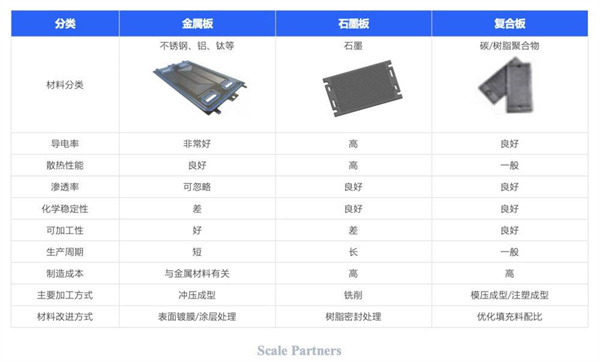 分类 金属板 石墨板 复合板
材料分类 不锈钢、铝、钛等 石墨 碳/树脂聚合物
导电率 非常好 高 良好
散热性能 良好 高 一般
渗透率 可忽略 良好 良好
化学稳定性 差 良好 良好
可加工性 好 差 良好
生产周期 短 长 一般
制造成本 与金属材料有关 高 高
主要加工方式 冲压成型 铣削 模压成型/注塑成型
材料改进方式 表面镀膜/涂层处理 树脂密封处理 优化填充料配比
Scale Partners